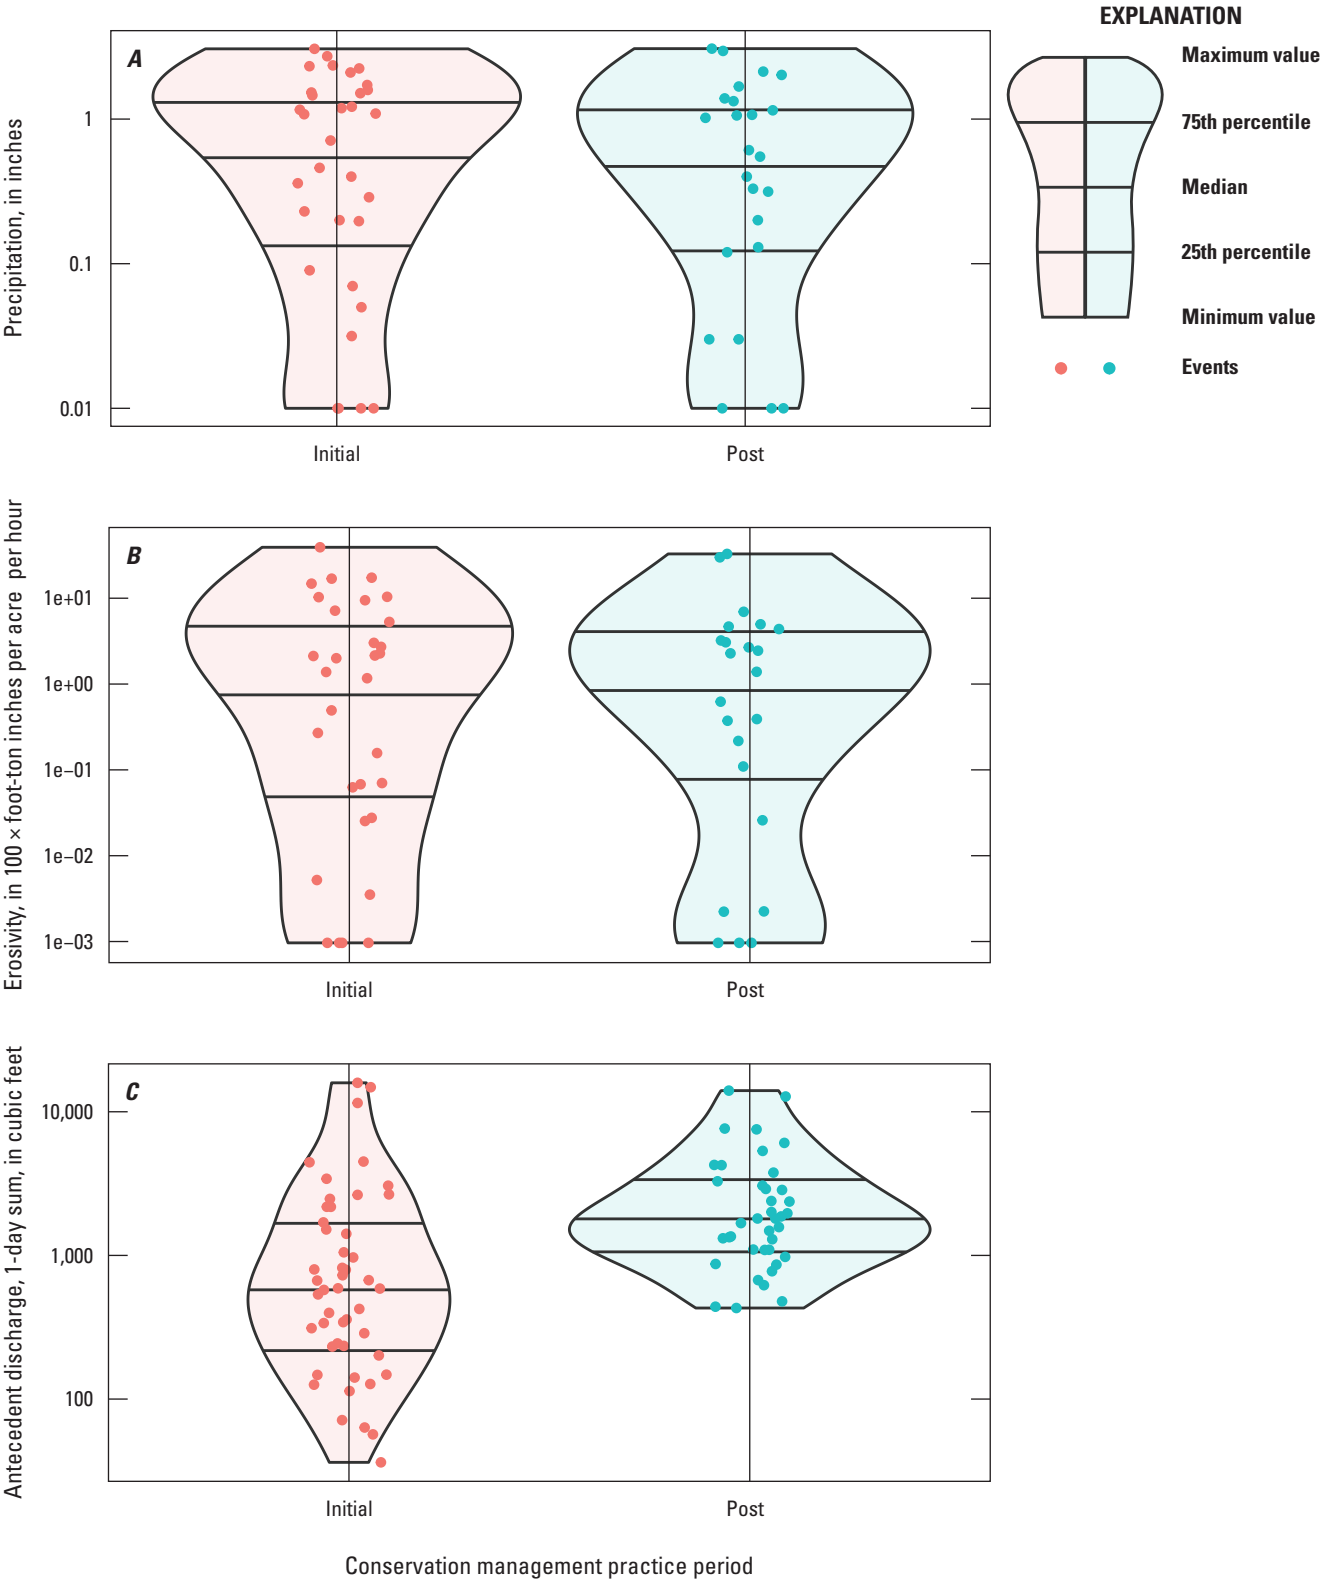 EXPLANATION
Maximum value
75th percentile
Median
25th percentile
Minimum value
Events
A
Precipitation, in inches
1
0.1
0.01
Initial
Post
B
Erosivity, in 100 × foot-ton inches per acre per hour
1e+01
1e+00
1e−01
1e−02
1e−03
Initial
Post
C
Antecedent discharge, 1-day sum, in cubic feet
10,000
1,000
100
Initial
Post
Conservation management practice period